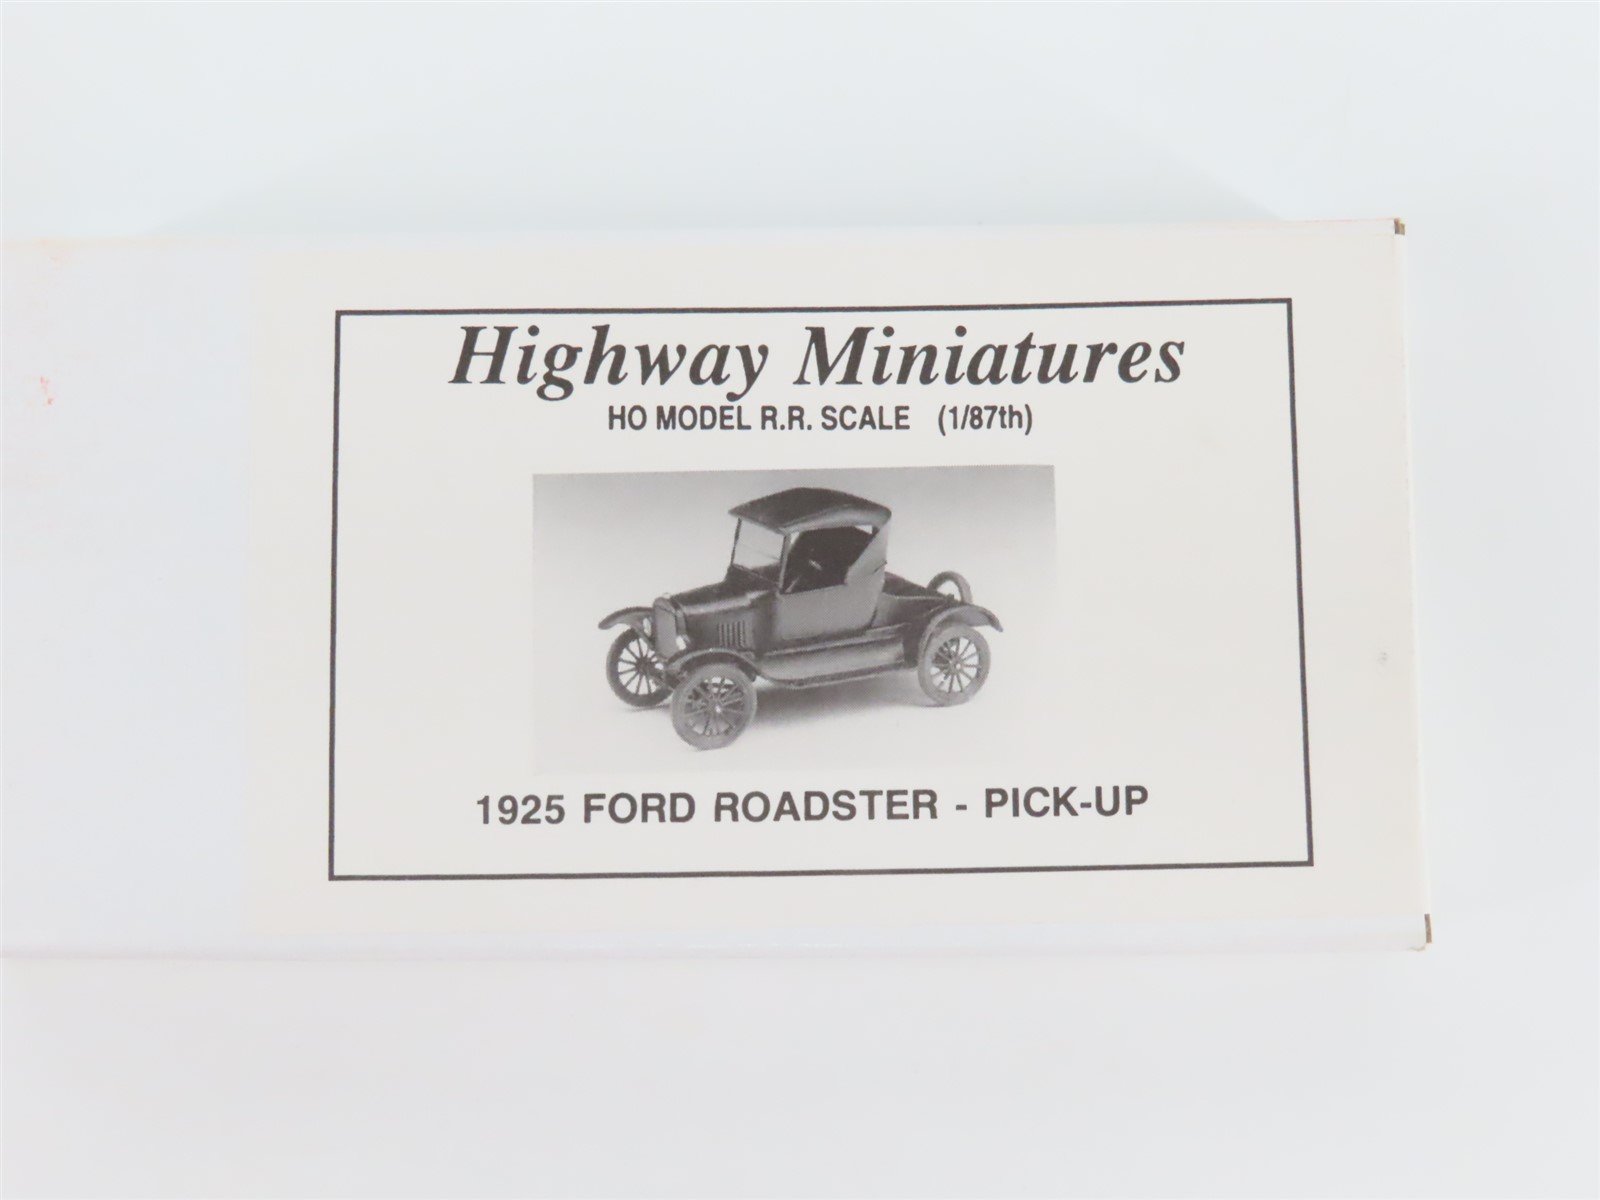 Highway Miniatures
HO MODEL R.R. SCALE (1/87th)
1925 FORD ROADSTER - PICK-UP